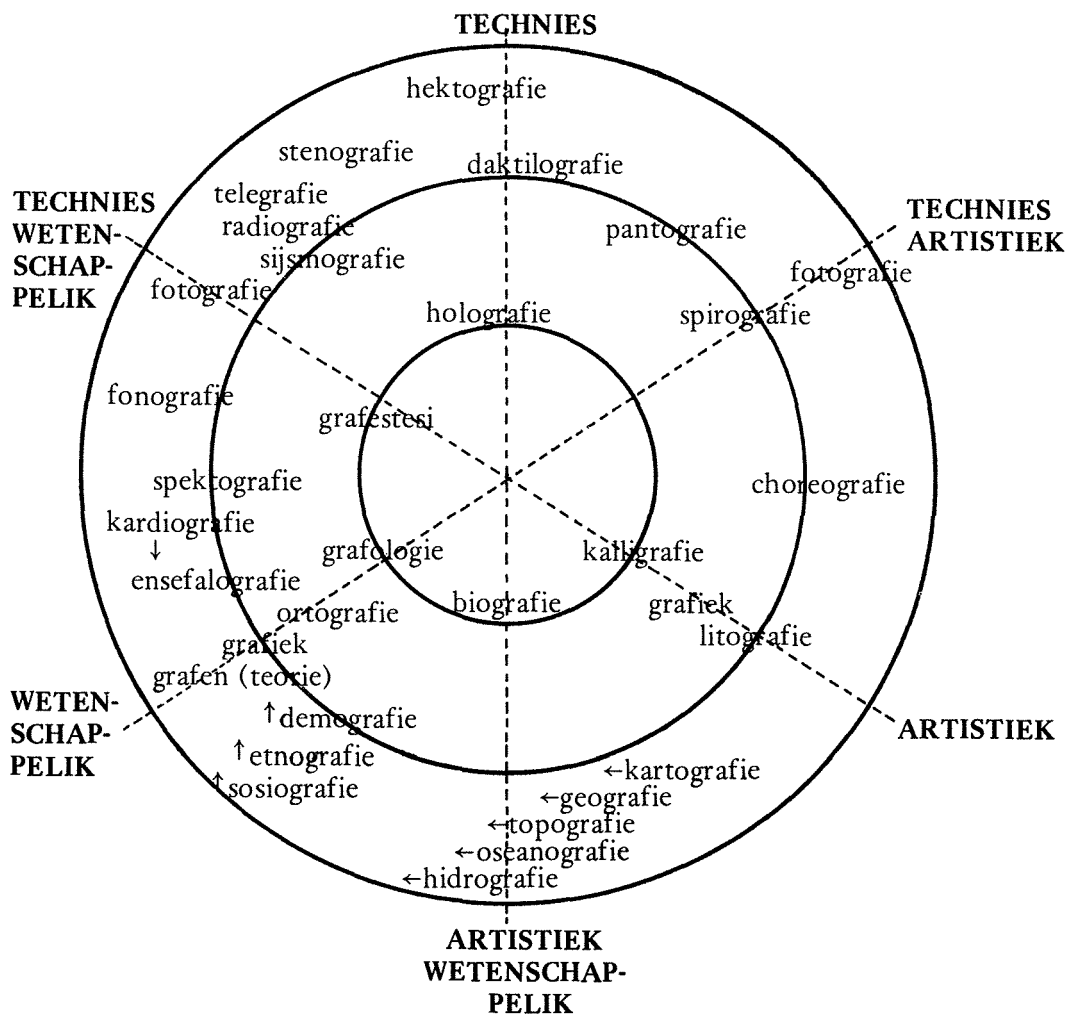 TECHNIES
hektografie
stenografie
daktilografie
telegrafie
TECHNIES
WETEN-
SCHAP-
PELIK
radiografie
pantografie
TECHNIES
ARTISTIEK
sijsmografie
fotografie
fotografie
holografie
spirografie
fonografie
grafestesi
spektografie
choreografie
kardiografie
↓
ensefalografie
grafologie
kalligrafie
biografie
ortografie
grafiek
litografie
grafiek
grafen (teorie)
WETEN-
SCHAP-
PELIK
↑demografie
ARTISTIEK
↑etnografie
↑sosiografie
←kartografie
←geografie
←topografie
←oseanografie
←hidrografie
ARTISTIEK
WETENSCHAP-
PELIK